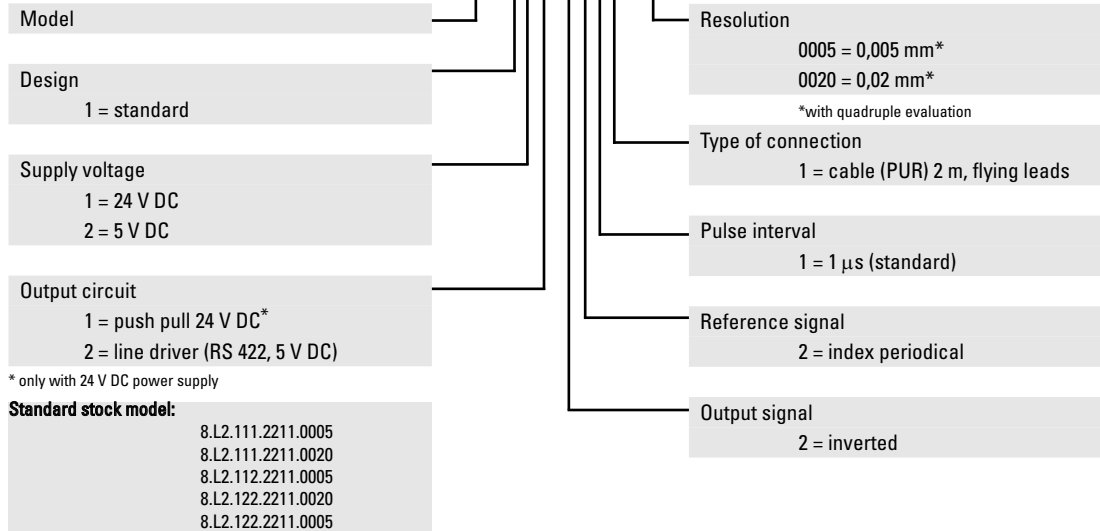 Model
Design
1 = standard
Supply voltage
1 = 24 V DC
2 = 5 V DC
Output circuit
1 = push pull 24 V DC*
2 = line driver (RS 422, 5 V DC)
* only with 24 V DC power supply
Standard stock model:
8.L2.111.2211.0005
8.L2.111.2211.0020
8.L2.112.2211.0005
8.L2.122.2211.0020
8.L2.122.2211.0005
Resolution
0005 = 0,005 mm*
0020 = 0,02 mm*
*with quadruple evaluation
Type of connection
1 = cable (PUR) 2 m, flying leads
Pulse interval
1 = 1 μs (standard)
Reference signal
2 = index periodical
Output signal
2 = inverted